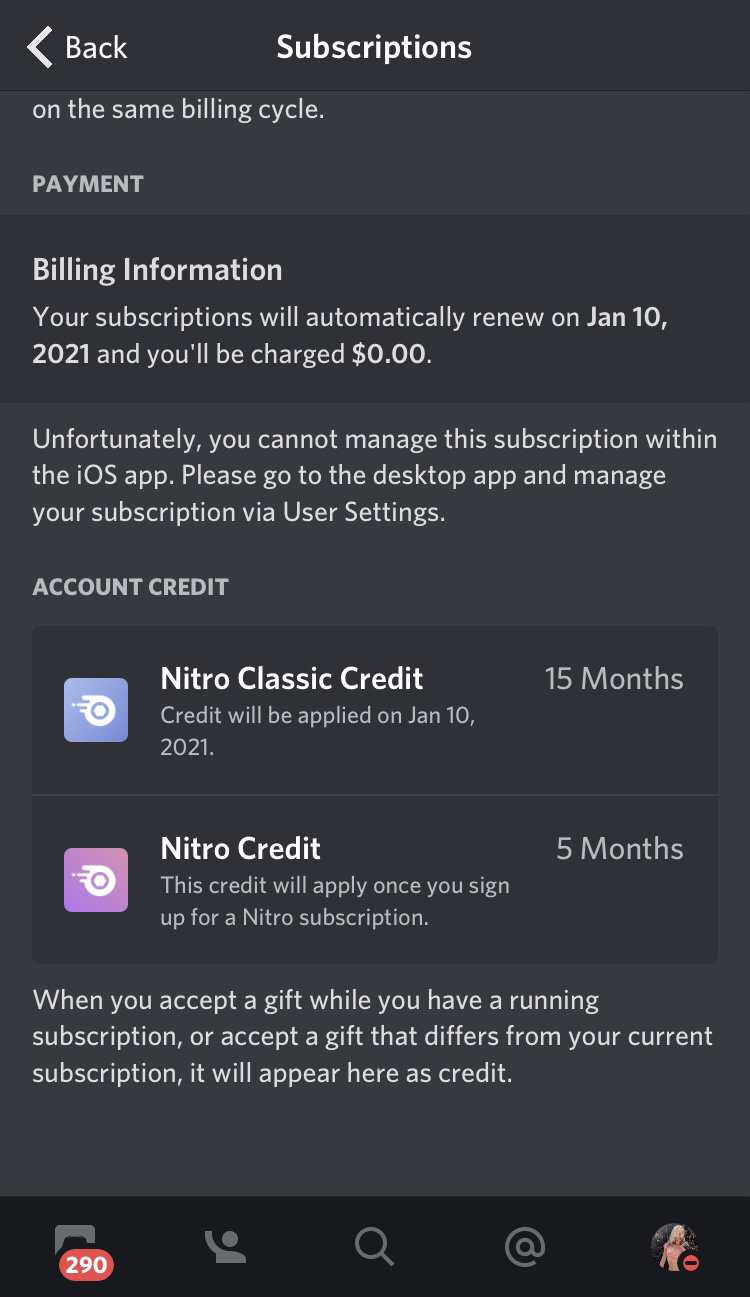 Back
Subscriptions
on the same billing cycle.
PAYMENT
Billing Information
Your subscriptions will automatically renew on Jan 10,
2021 and you'll be charged $0.00.
Unfortunately, you cannot manage this subscription within
the iOS app. Please go to the desktop app and manage
your subscription via User Settings.
ACCOUNT CREDIT
Nitro Classic Credit 15 Months
Credit will be applied on Jan 10,
2021.
Nitro Credit 5 Months
This credit will apply once you sign
up for a Nitro subscription.
When you accept a gift while you have a running
subscription, or accept a gift that differs from your current
subscription, it will appear here as credit.
290